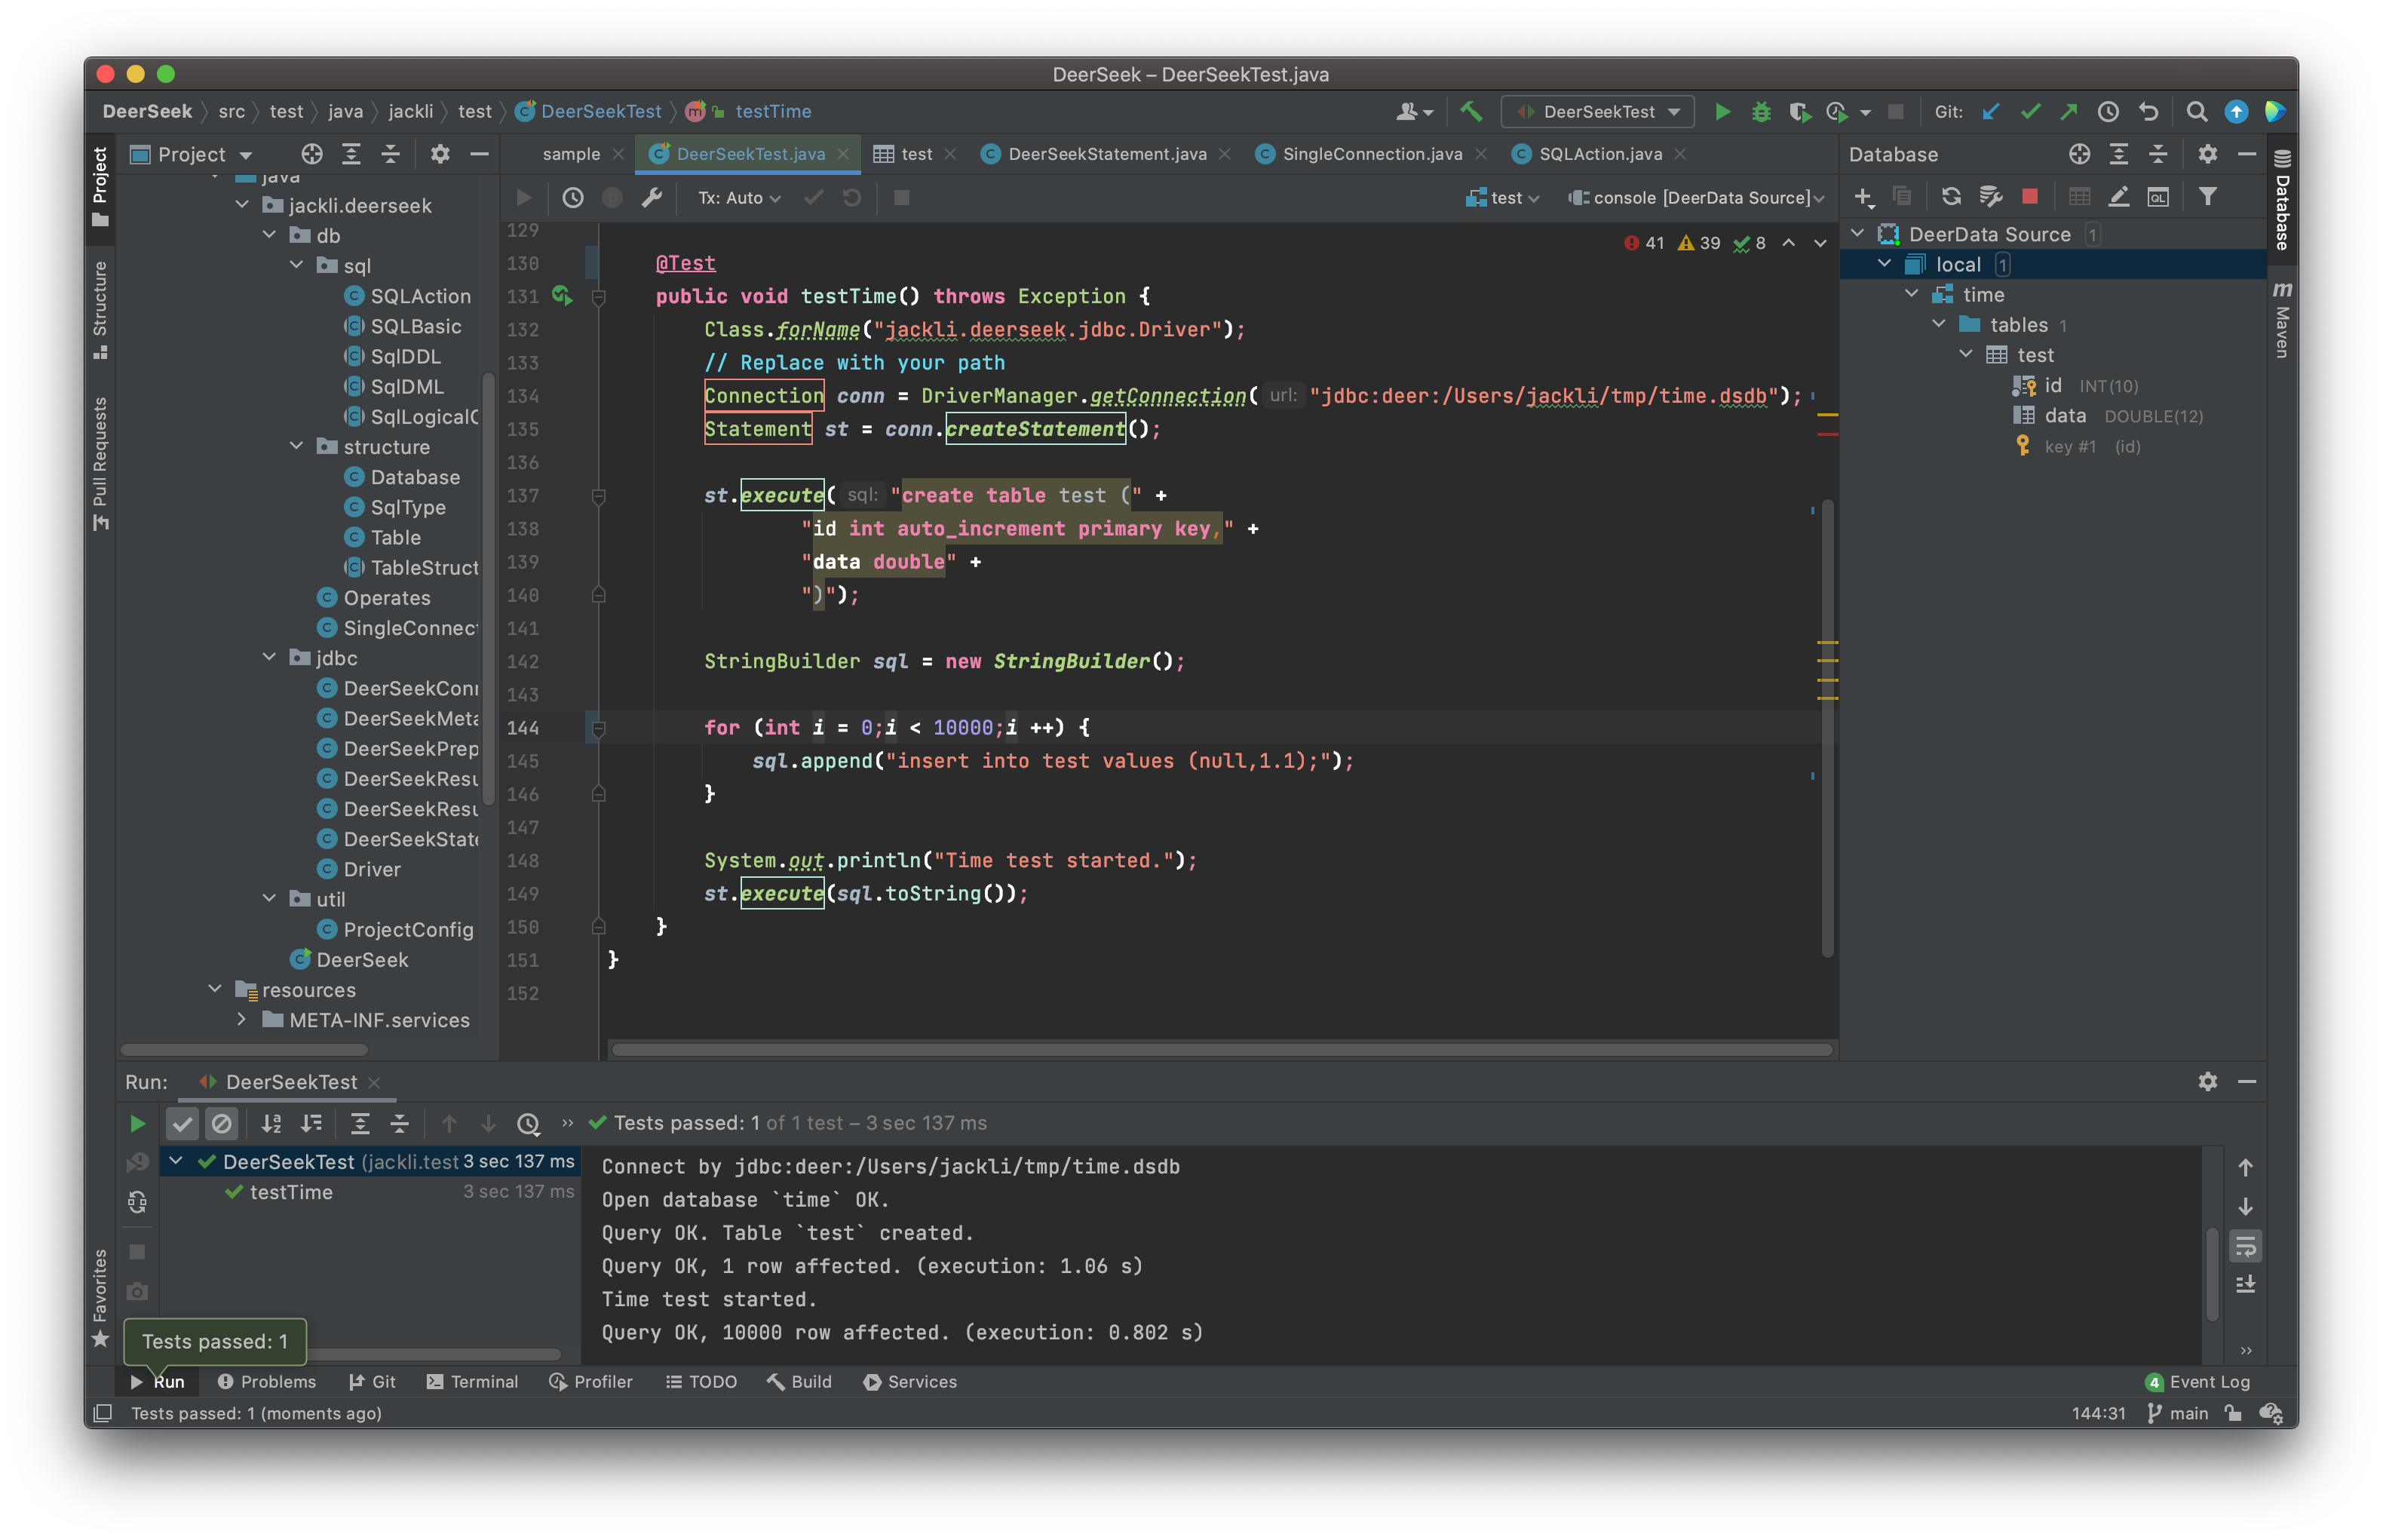 DeerSeek – DeerSeekTest.java
DeerSeek src test java jackli test DeerSeekTest testTime
DeerSeekTest
Git:
Project
sample
DeerSeekTest.java
test
DeerSeekStatement.java
SingleConnection.java
SQLAction.java
Database
Tx: Auto
test
console [DeerData Source]
Project
Structure
Pull Requests
Favorites
java
jackli.deerseek
db
sql
SQLAction
SQLBasic
SqlDDL
SqlDML
SqlLogicalC
structure
Database
SqlType
Table
TableStruct
Operates
SingleConnect
jdbc
DeerSeekConn
DeerSeekMeta
DeerSeekPrep
DeerSeekResu
DeerSeekResu
DeerSeekState
Driver
util
ProjectConfig
DeerSeek
resources
META-INF.services
41 39 8
129
130 @Test
131 public void testTime() throws Exception {
132 Class.forName("jackli.deerseek.jdbc.Driver");
133 // Replace with your path
134 Connection conn = DriverManager.getConnection( url: "jdbc:deer:/Users/jackli/tmp/time.dsdb");
135 Statement st = conn.createStatement();
136
137 st.execute( sql: "create table test (" +
138 "id int auto_increment primary key," +
139 "data double" +
140 ")");
141
142 StringBuilder sql = new StringBuilder();
143
144 for (int i = 0;i < 10000;i ++) {
145 sql.append("insert into test values (null,1.1);");
146 }
147
148 System.out.println("Time test started.");
149 st.execute(sql.toString());
150 }
151 }
152
DeerData Source 1
local 1
time
tables 1
test
id INT(10)
data DOUBLE(12)
key #1 (id)
QL
Database
m Maven
Run: DeerSeekTest
Tests passed: 1 of 1 test – 3 sec 137 ms
DeerSeekTest (jackli.test 3 sec 137 ms
testTime 3 sec 137 ms
Connect by jdbc:deer:/Users/jackli/tmp/time.dsdb
Open database `time` OK.
Query OK. Table `test` created.
Query OK, 1 row affected. (execution: 1.06 s)
Time test started.
Query OK, 10000 row affected. (execution: 0.802 s)
Tests passed: 1
Run
Problems
Git
Terminal
Profiler
TODO
Build
Services
4 Event Log
Tests passed: 1 (moments ago)
144:31
main